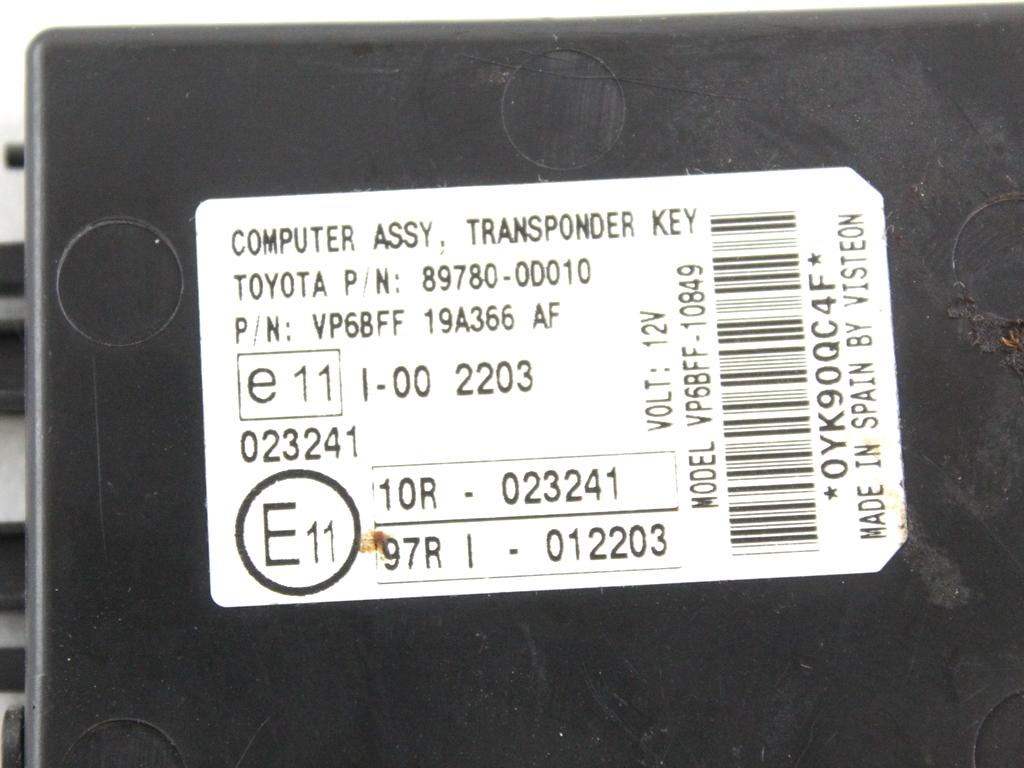 COMPUTER ASSY, TRANSPONDER KEY
TOYOTA P/N: 89780-0D010
P/N: VP6BFF 19A366 AF
e 11 I-00 2203
023241
E11
10R - 023241
97R I - 012203
VOLT: 12V
MODEL VP6BFF-10849
*0YK90QC4F*
MADE IN SPAIN BY VISTEON